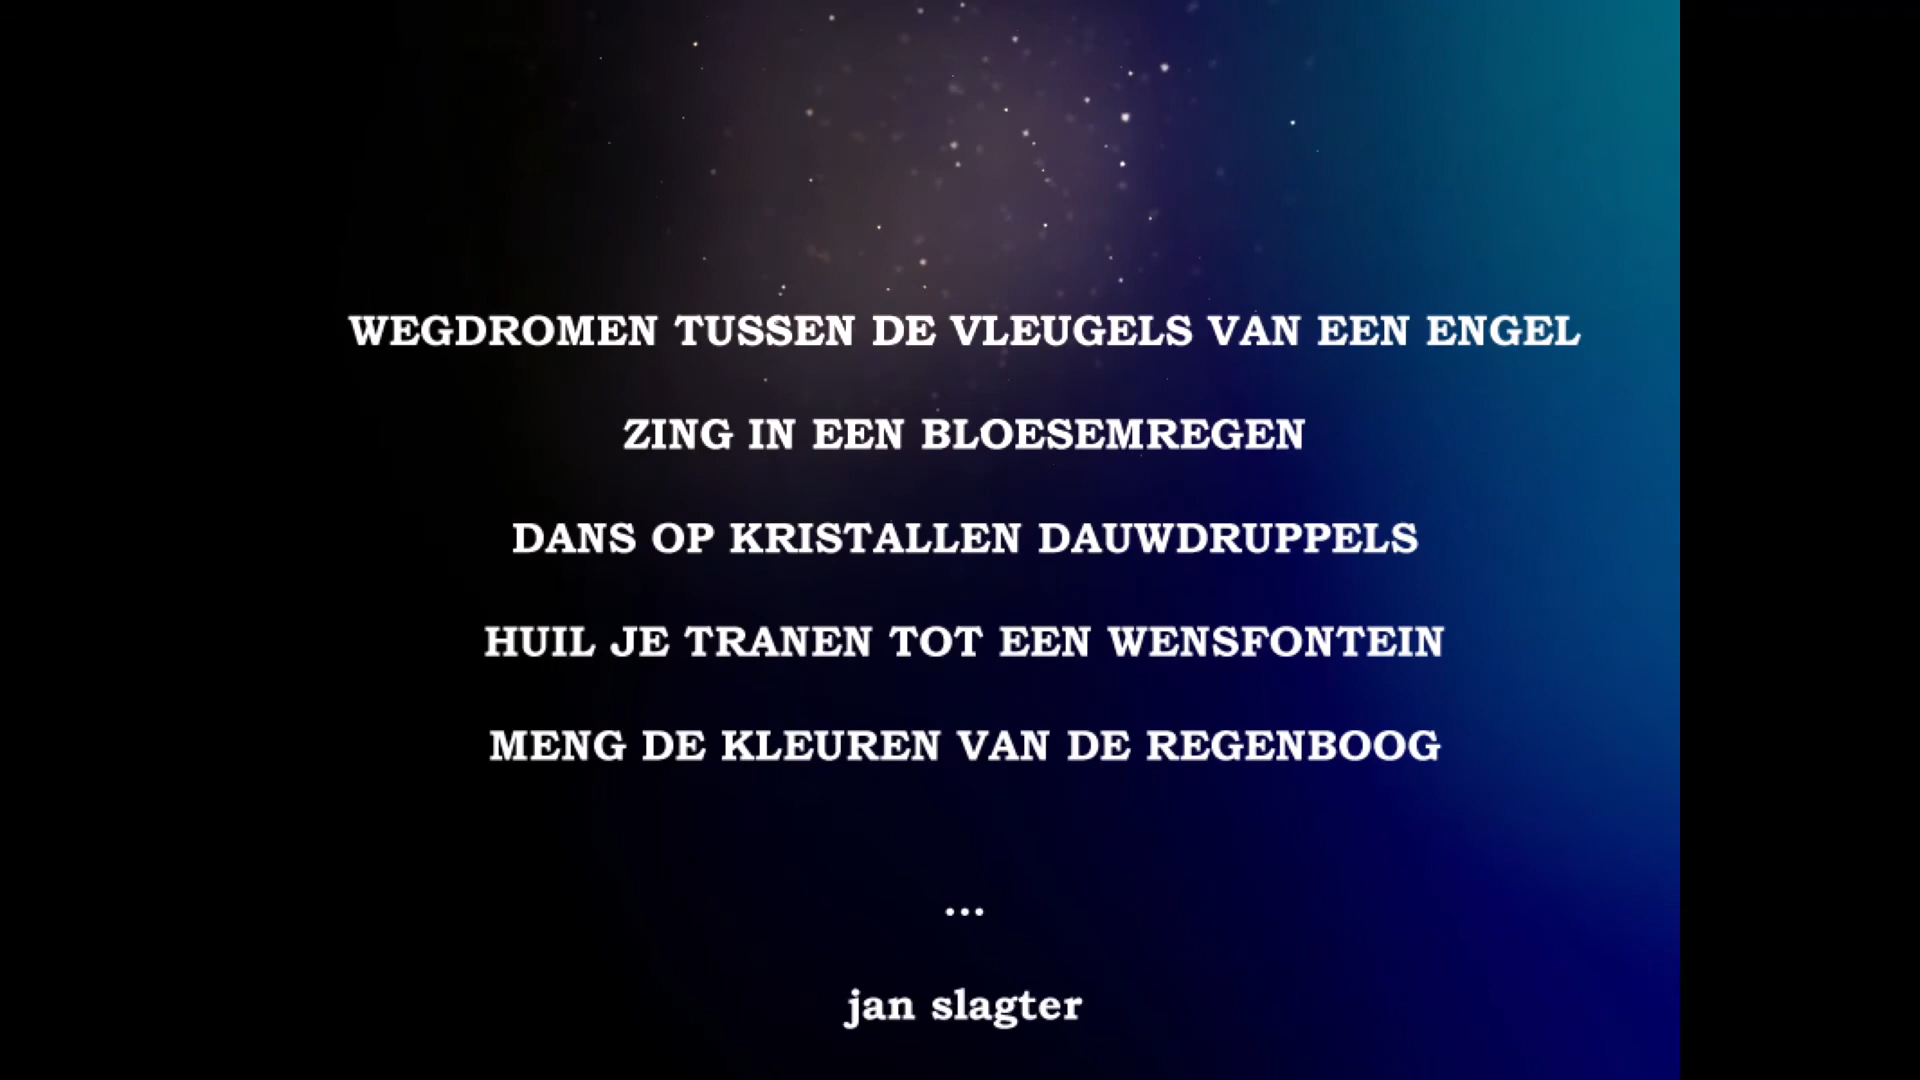 WEGDROMEN TUSSEN DE VLEUGELS VAN EEN ENGEL
ZING IN EEN BLOESEMREGEN
DANS OP KRISTALLEN DAUWDRUPPELS
HUIL JE TRANEN TOT EEN WENSFONTEIN
MENG DE KLEUREN VAN DE REGENBOOG
...
jan slagter